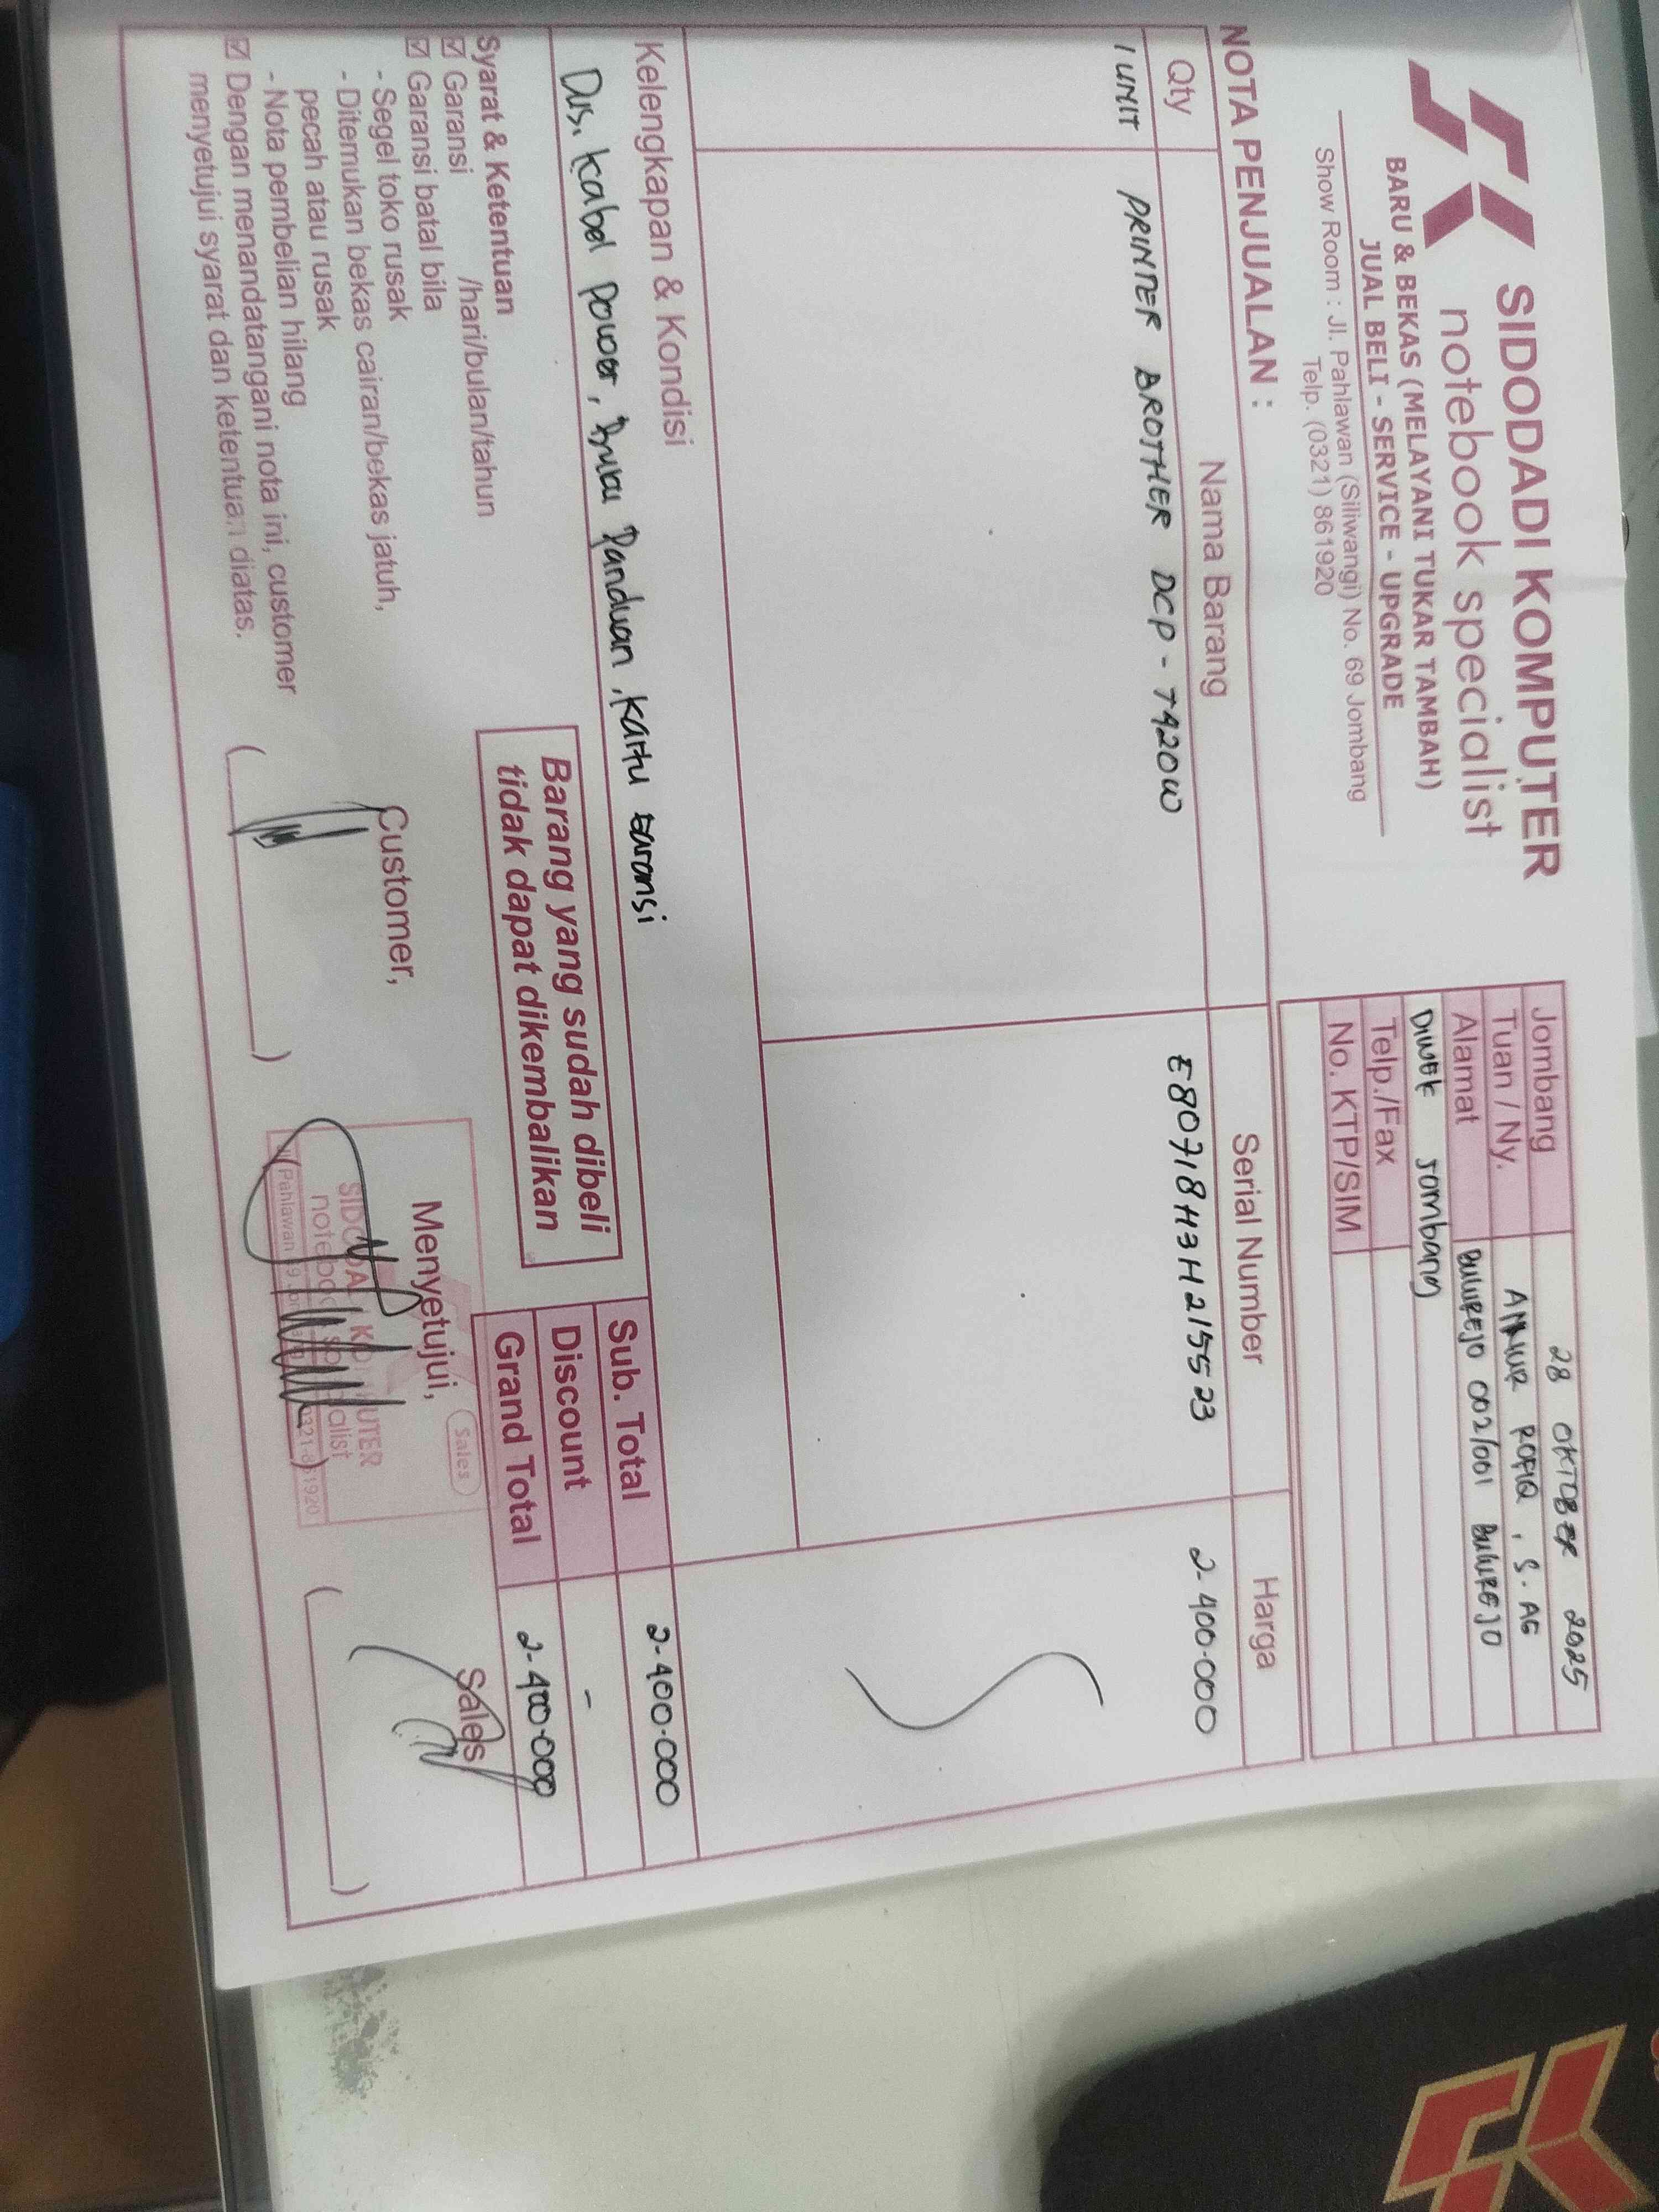 SIDODADI KOMPUTER
notebook specialist
BARU & BEKAS (MELAYANI TUKAR TAMBAH)
JUAL BELI - SERVICE - UPGRADE
Show Room : Jl. Pahlawan (Siliwangi) No. 69 Jombang
Telp. (0321) 861920
Jombang 28 OKTOBER 2025
Tuan / Ny. AINUR ROFIQ , S. AG
Alamat BULUREJO 002/001 BULUREJO
DIWEK JOMBANG
Telp./Fax
No. KTP/SIM
NOTA PENJUALAN :
Qty Nama Barang Serial Number Harga
1 UNIT PRINTER BROTHER DCP - T420W E80718H3H215523 2.400.000
Kelengkapan & Kondisi
Dus, Kabel Power, Buku Panduan, Kartu Garansi
Sub. Total 2.400.000
Discount -
Grand Total 2.400.000
Barang yang sudah dibeli
tidak dapat dikembalikan
Syarat & Ketentuan
☑ Garansi /hari/bulan/tahun
☑ Garansi batal bila
- Segel toko rusak
- Ditemukan bekas cairan/bekas jatuh,
pecah atau rusak
- Nota pembelian hilang
☑ Dengan menandatangani nota ini, customer
menyetujui syarat dan ketentuan diatas.
Customer,
Menyetujui,
Sales
Sales